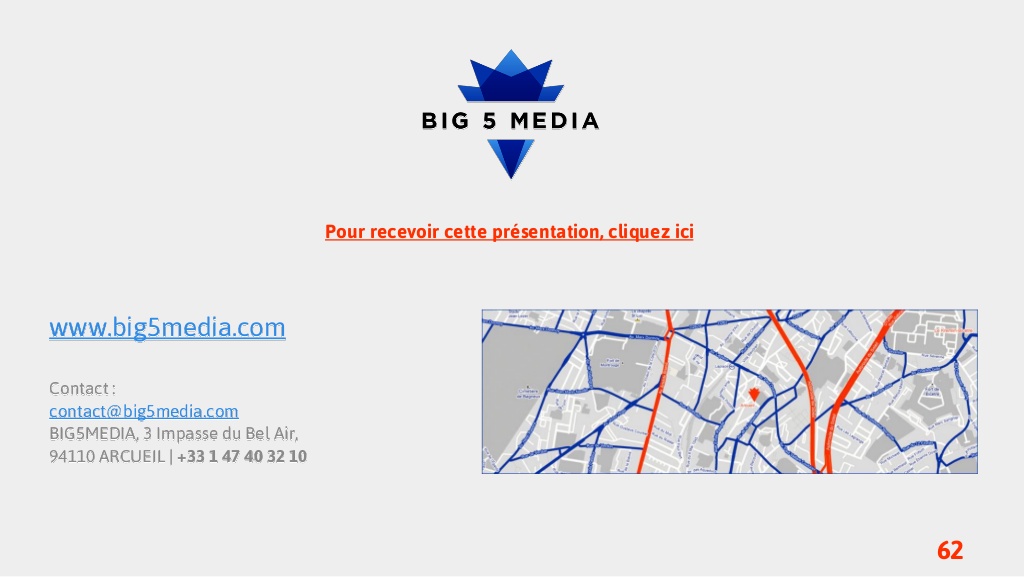 BIG 5 MEDIA
Pour recevoir cette présentation, cliquez ici
www.big5media.com
Contact :
contact@big5media.com
BIG5MEDIA, 3 Impasse du Bel Air,
94110 ARCUEIL | +33 1 47 40 32 10
62